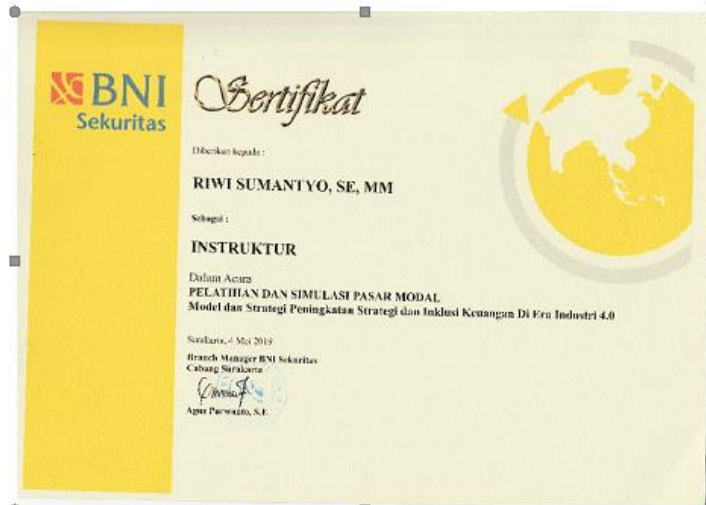 BNI
Sekuritas
Sertifikat
Diberikan kepada :
RIWI SUMANTYO, SE, MM
Sebagai :
INSTRUKTUR
Dalam Acara
PELATIHAN DAN SIMULASI PASAR MODAL
Model dan Strategi Peningkatan Strategi dan Inklusi Keuangan Di Era Industri 4.0
Surakarta, 4 Mei 2019
Branch Manager BNI Sekuritas
Cabang Surakarta
Agus Purwanto, S.E.